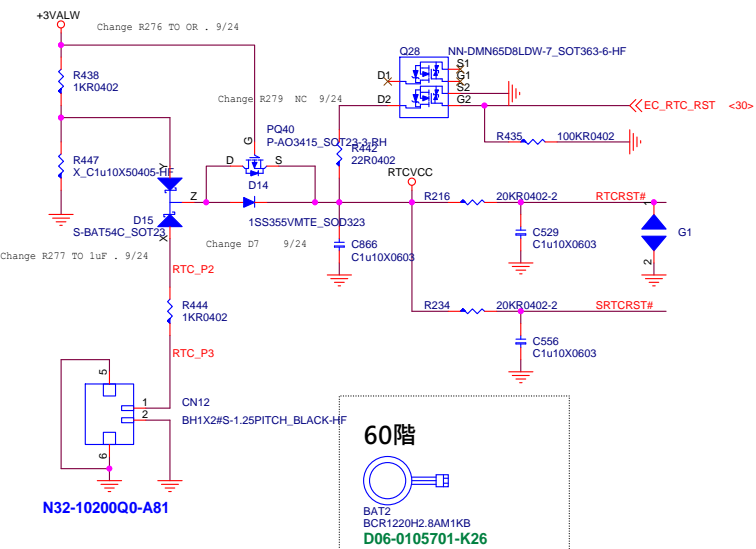 +3VALW
Change R276 TO OR . 9/24
R438
1KR0402
R447
X_C1u10X50405-HF
Change R279 NC 9/24
PQ40
P-AO3415_SOT23-3-RH
G
D
S
D14
1SS355VMTE_SOD323
Change D7 9/24
Y
Z
X
D15
S-BAT54C_SOT23
Change R277 TO 1uF . 9/24
RTC_P2
R444
1KR0402
RTC_P3
Q28
NN-DMN65D8LDW-7_SOT363-6-HF
D1
D2
S1
G1
S2
G2
EC_RTC_RST <30>
R435
100KR0402
R442
22R0402
RTCVCC
C866
C1u10X0603
R216
20KR0402-2
RTCRST#
C529
C1u10X0603
G1
2
R234
20KR0402-2
SRTCRST#
C556
C1u10X0603
5
1
2
6
CN12
BH1X2#S-1.25PITCH_BLACK-HF
N32-10200Q0-A81
60階
BAT2
BCR1220H2.8AM1KB
D06-0105701-K26